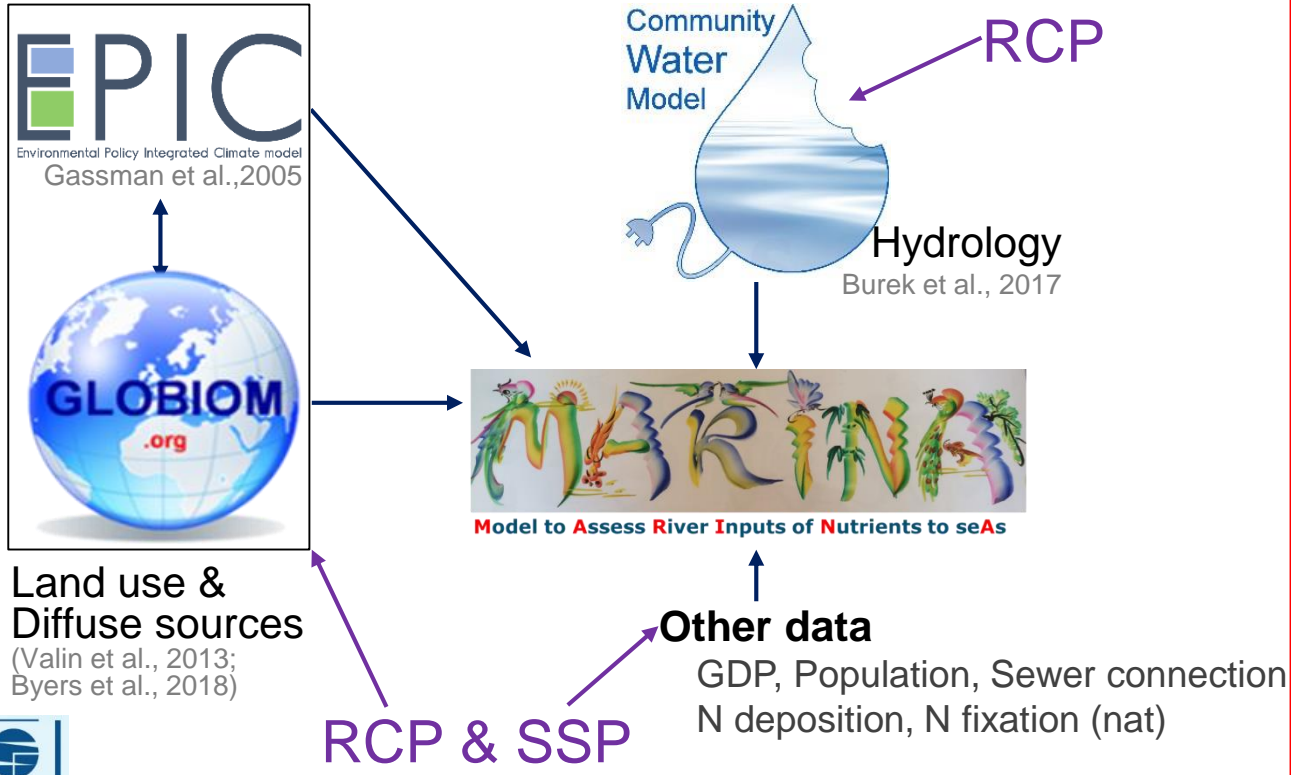 EPIC
Environmental Policy Integrated Climate model
Gassman et al.,2005
GLOBIOM
.org
Land use &
Diffuse sources
(Valin et al., 2013;
Byers et al., 2018)
Community
Water
Model
RCP
Hydrology
Burek et al., 2017
MARINA
Model to Assess River Inputs of Nutrients to seAs
Other data
GDP, Population, Sewer connection
N deposition, N fixation (nat)
RCP & SSP